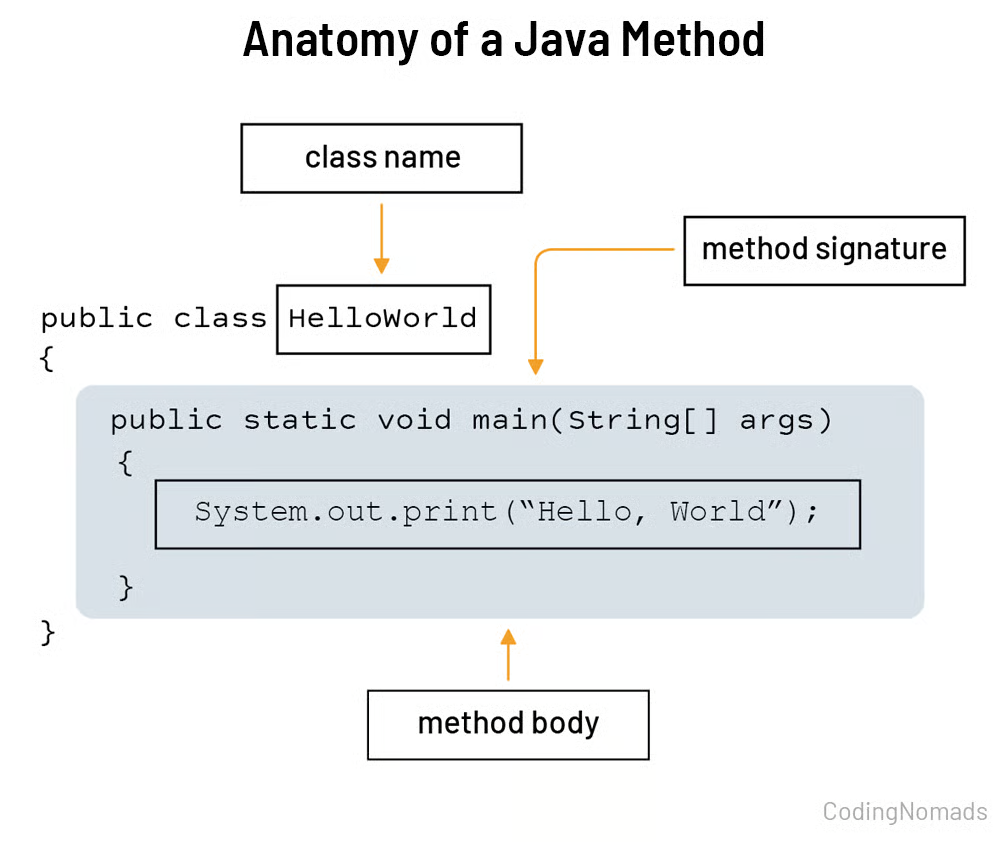 Anatomy of a Java Method
class name
method signature
public class HelloWorld
{
public static void main(String[] args)
{
System.out.print(“Hello, World”);
}
}
method body
CodingNomads